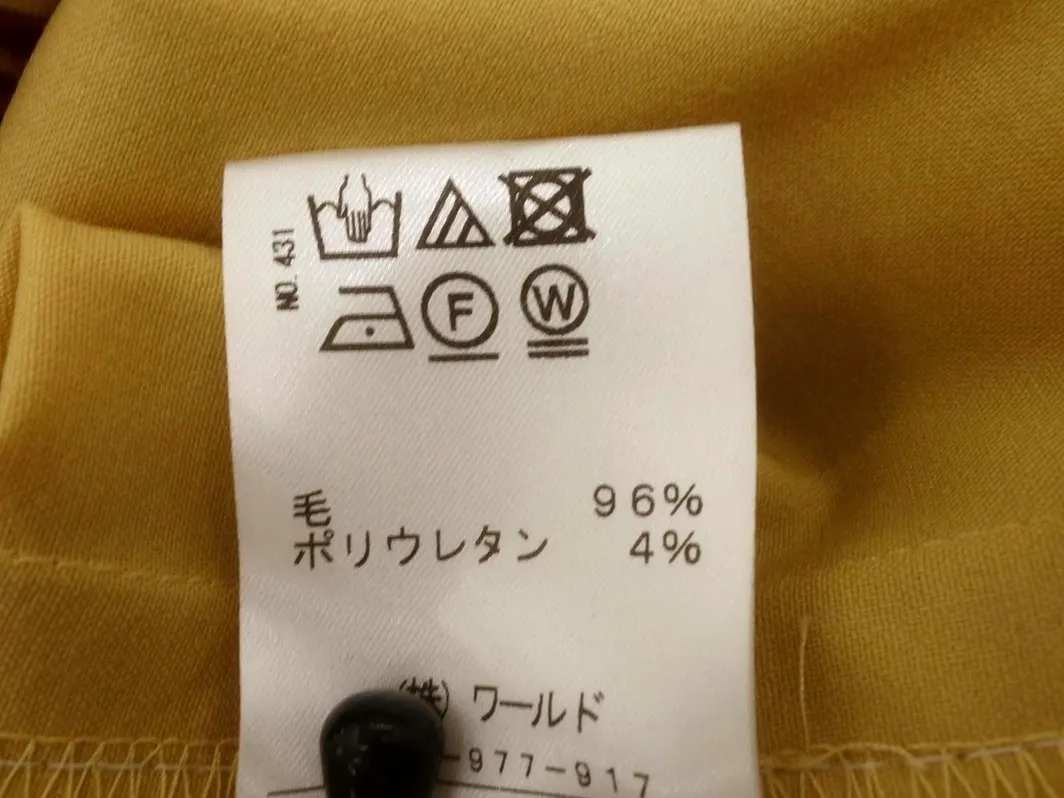 NO. 431
F W
毛 96%
ポリウレタン 4%
(株) ワールド
-977-917